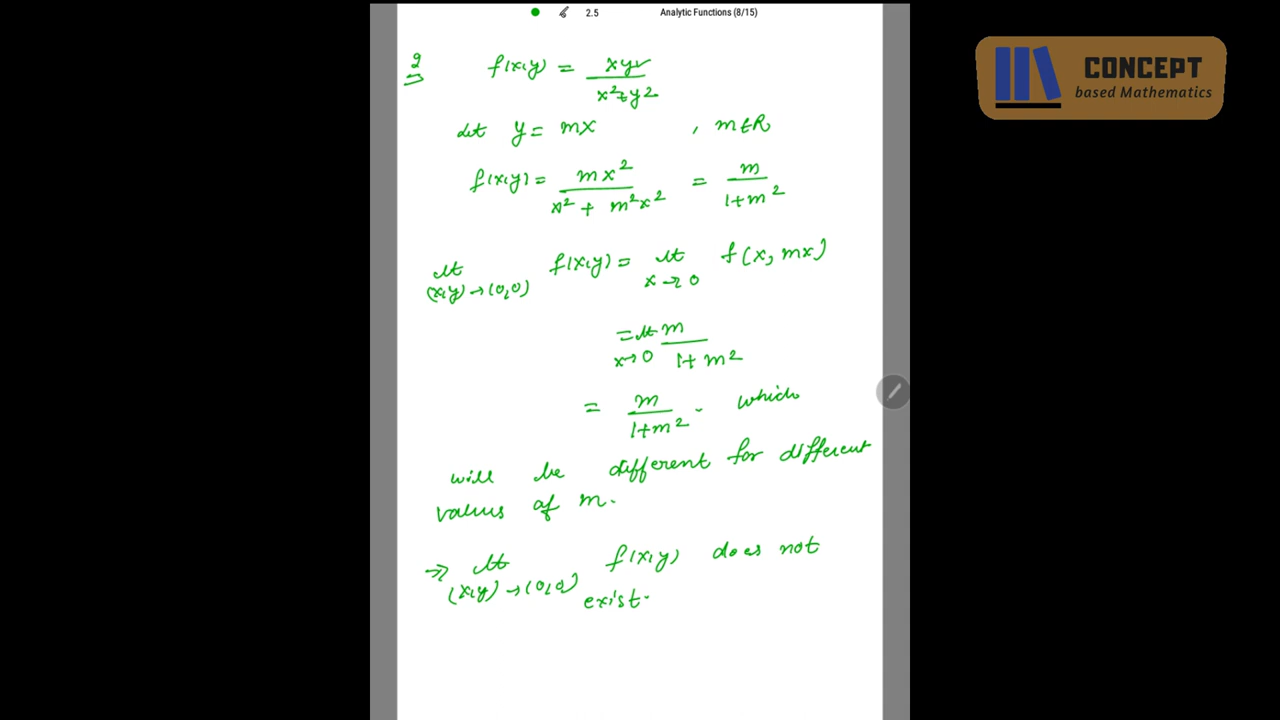 2.5 Analytic Functions (8/15)
CONCEPT
based Mathematics
2 f(x,y) = xy / x²+y²
Let y = mx , m∈R
f(x,y) = mx² / x² + m²x² = m / 1+m²
lt (x,y)→(0,0) f(x,y) = lt x→0 f(x, mx)
= lt x→0 m / 1+m²
= m / 1+m² . which
will be different for different
values of m.
⇒ lt (x,y)→(0,0) f(x,y) does not
exist.